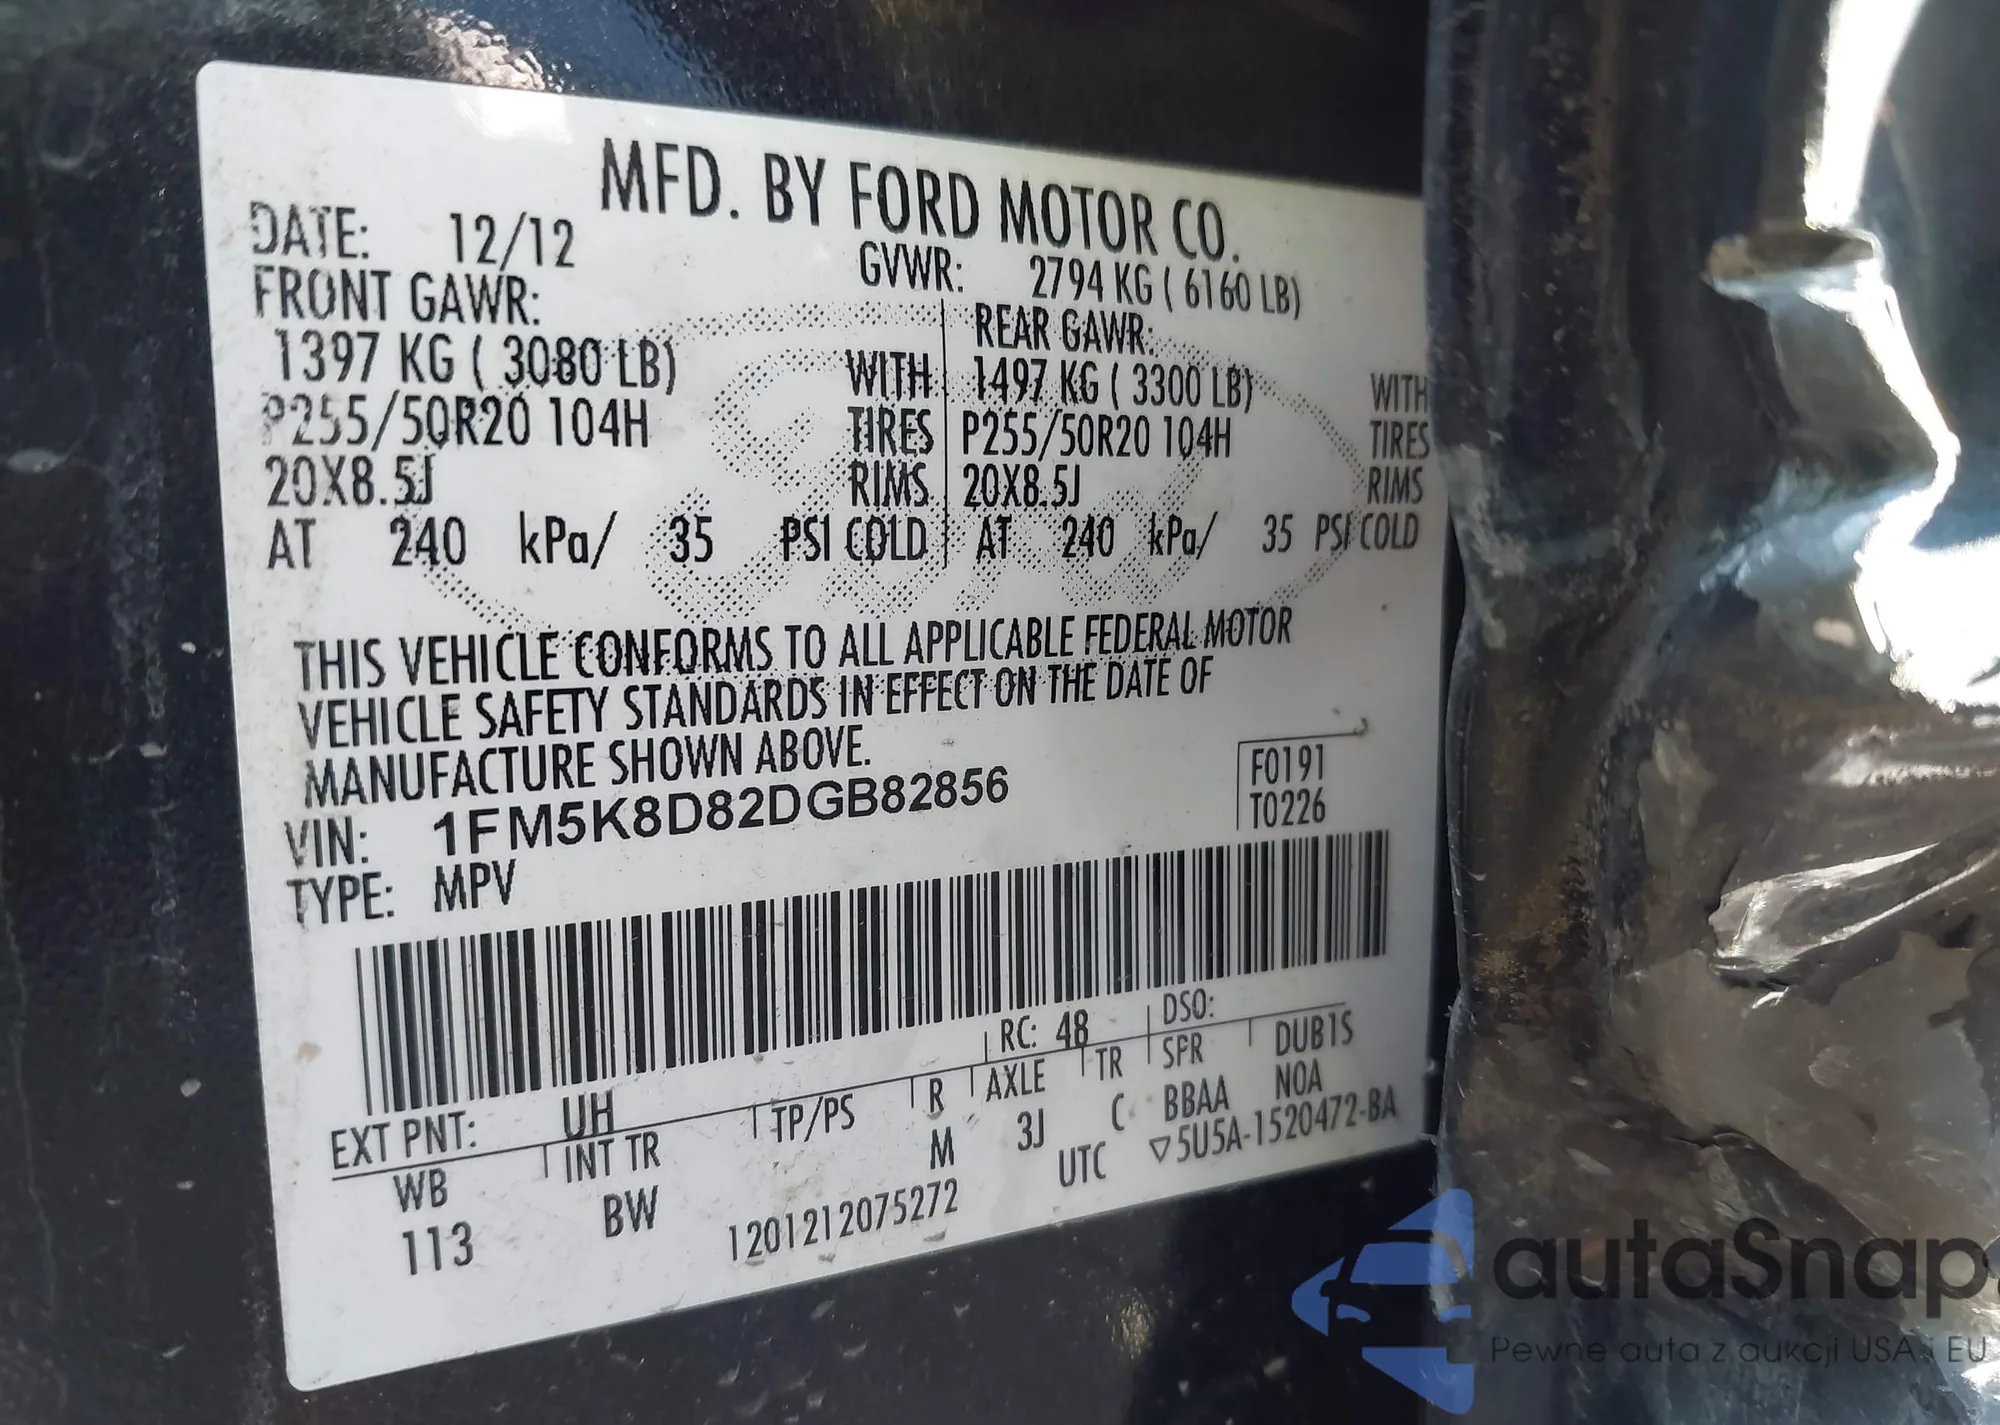 MFD. BY FORD MOTOR CO.
DATE: 12/12
GVWR: 2794 KG ( 6160 LB)
FRONT GAWR:
REAR GAWR:
1397 KG ( 3080 LB) WITH
1497 KG ( 3300 LB) WITH
P255/50R20 104H TIRES
P255/50R20 104H TIRES
20X8.5J RIMS
20X8.5J RIMS
AT 240 kPa/ 35 PSI COLD
AT 240 kPa/ 35 PSI COLD
THIS VEHICLE CONFORMS TO ALL APPLICABLE FEDERAL MOTOR
VEHICLE SAFETY STANDARDS IN EFFECT ON THE DATE OF
MANUFACTURE SHOWN ABOVE.
VIN: 1FM5K8D82DGB82856
F0191
T0226
TYPE: MPV
EXT PNT: UH RC: 48 DSO:
WB INT TR TP/PS R AXLE TR SPR DUB1S
113 BW M 3J C BBAA NOA
1201212075272 UTC ▽5U5A-1520472-BA
autaSnap.
Pewne auta z aukcji USA i EU